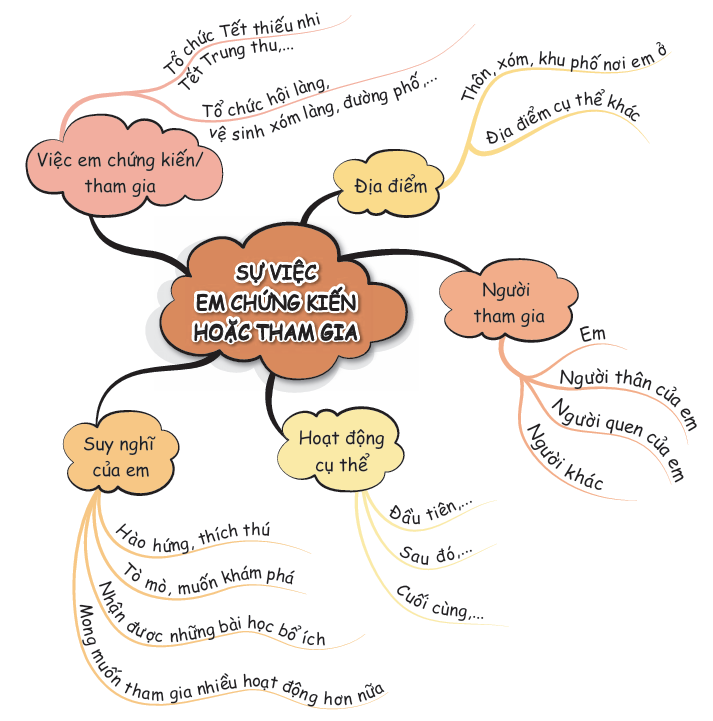 SỰ VIỆC
EM CHỨNG KIẾN
HOẶC THAM GIA
Việc em chứng kiến/
tham gia
Tổ chức Tết thiếu nhi
Tết Trung thu,...
Tổ chức hội làng,
vệ sinh xóm làng, đường phố,...
Địa điểm
Thôn, xóm, khu phố nơi em ở
Địa điểm cụ thể khác
Người
tham gia
Em
Người thân của em
Người quen của em
Người khác
Hoạt động
cụ thể
Đầu tiên,...
Sau đó,...
Cuối cùng,...
Suy nghĩ
của em
Hào hứng, thích thú
Tò mò, muốn khám phá
Nhận được những bài học bổ ích
Mong muốn tham gia nhiều hoạt động hơn nữa